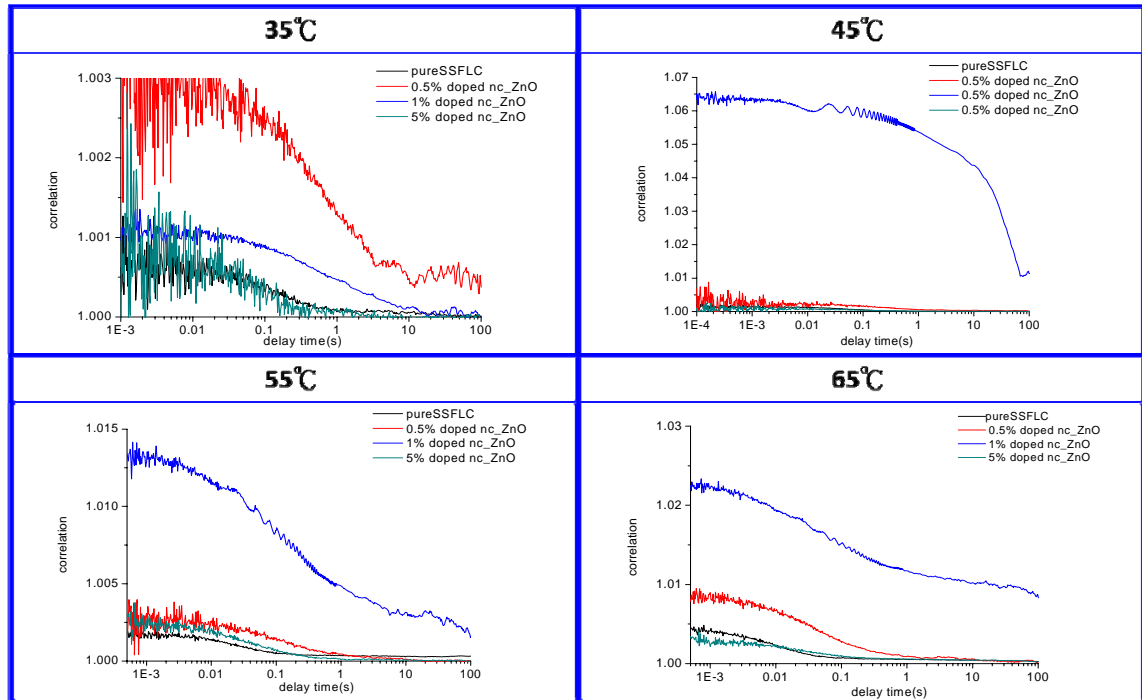 35℃
45℃
pureSSFLC
0.5% doped nc_ZnO
1% doped nc_ZnO
5% doped nc_ZnO
1.003
1.002
1.001
1.000
correlation
1E-3 0.01 0.1 1 10 100
delay time(s)
pureSSFLC
0.5% doped nc_ZnO
0.5% doped nc_ZnO
0.5% doped nc_ZnO
1.07
1.06
1.05
1.04
1.03
1.02
1.01
1.00
correlation
1E-4 1E-3 0.01 0.1 1 10 100
delay time(s)
55℃
65℃
pureSSFLC
0.5% doped nc_ZnO
1% doped nc_ZnO
5% doped nc_ZnO
1.015
1.010
1.005
1.000
correlation
1E-3 0.01 0.1 1 10 100
delay time(s)
pureSSFLC
0.5% doped nc_ZnO
1% doped nc_ZnO
5% doped nc_ZnO
1.03
1.02
1.01
1.00
correlation
1E-3 0.01 0.1 1 10 100
delay time(s)